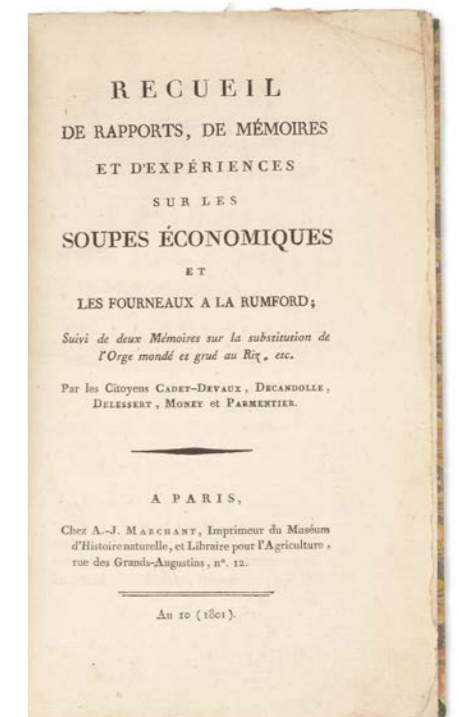 RECUEIL
DE RAPPORTS, DE MÉMOIRES
ET D'EXPÉRIENCES
SUR LES
SOUPES ÉCONOMIQUES
ET
LES FOURNEAUX A LA RUMFORD;
Suivi de deux Mémoires sur la substitution de
l'Orge mondé et grué au Riz, etc.
Par les Citoyens CADET-DEVAUX, DECANDOLLE,
DELESSERT, MONEY et PARMENTIER.
A PARIS,
Chez A.-J. MARCHANT, Imprimeur du Muséum
d'Histoire naturelle, et Libraire pour l'Agriculture,
rue des Grands-Augustins, nº. 12.
An 10 (1801).